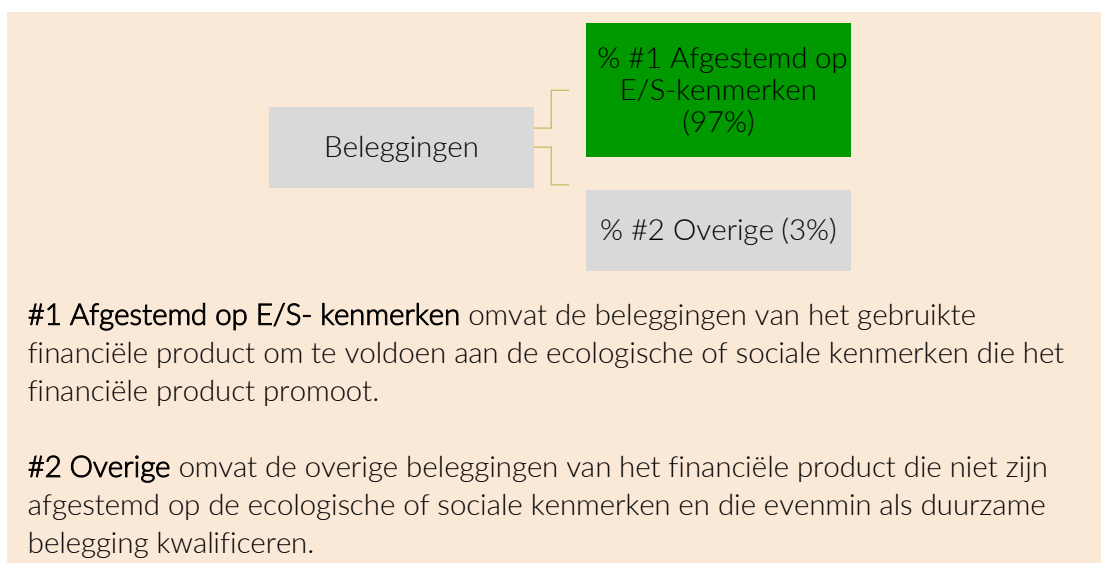 % #1 Afgestemd op
E/S-kenmerken
(97%)
Beleggingen
% #2 Overige (3%)
#1 Afgestemd op E/S- kenmerken omvat de beleggingen van het gebruikte
financiële product om te voldoen aan de ecologische of sociale kenmerken die het
financiële product promoot.
#2 Overige omvat de overige beleggingen van het financiële product die niet zijn
afgestemd op de ecologische of sociale kenmerken en die evenmin als duurzame
belegging kwalificeren.